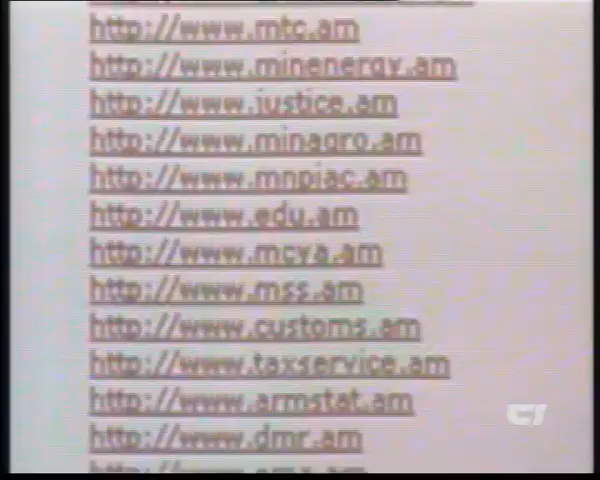 http://www.mtc.am
http://www.minenergy.am
http://www.justice.am
http://www.minagro.am
http://www.mnpiac.am
http://www.edu.am
http://www.mcya.am
http://www.mss.am
http://www.customs.am
http://www.taxservice.am
http://www.armstat.am
http://www.dmr.am